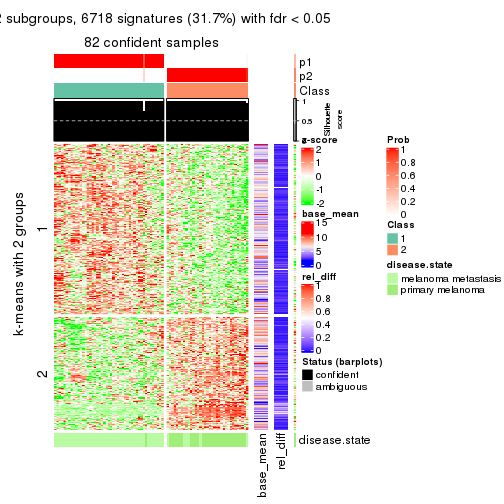 2 subgroups, 6718 signatures (31.7%) with fdr < 0.05
82 confident samples
p1
p2
Class
1
0.5
0
Silhouette
score
k-means with 2 groups
1
2
z-score
2
1
0
-1
-2
base_mean
15
10
5
0
rel_diff
1
0.8
0.6
0.4
0.2
0
Status (barplots)
confident
ambiguous
Prob
1
0.8
0.6
0.4
0.2
0
Class
1
2
disease.state
melanoma metastasis
primary melanoma
disease.state
base_mean
rel_diff